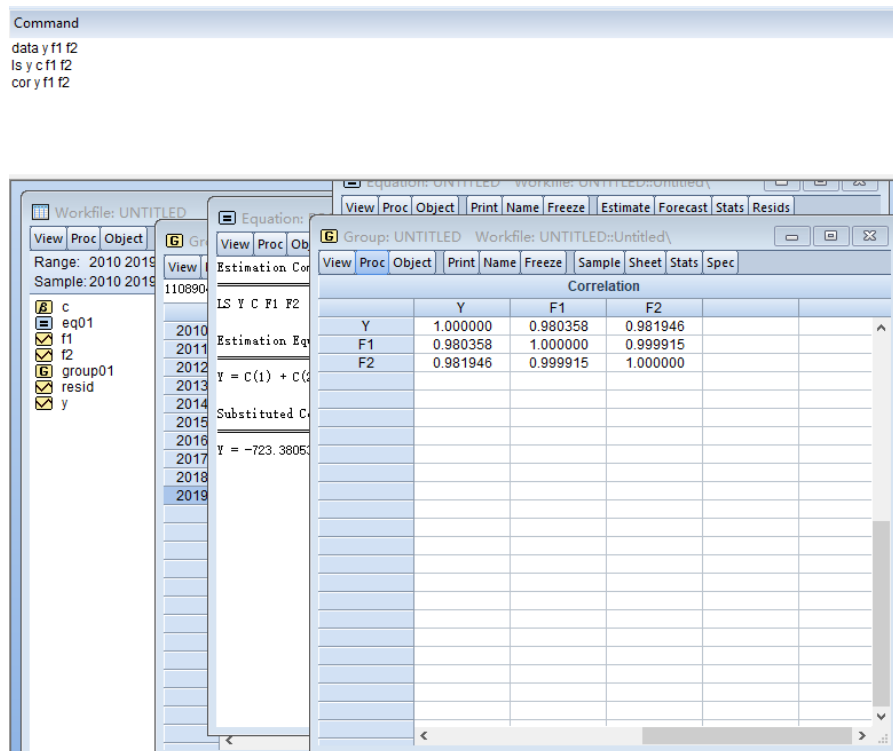 Command
data y f1 f2
ls y c f1 f2
cor y f1 f2
Equation: UNTITLED Workfile: UNTITLED::Untitled\
View Proc Object Print Name Freeze Estimate Forecast Stats Resids
Workfile: UNTITLED
View Proc Object
Range: 2010 2019
Sample: 2010 2019
c
eq01
f1
f2
group01
resid
y
G Gr
View
110890
2010
2011
2012
2013
2014
2015
2016
2017
2018
2019
Equation:
View Proc Ob
Estimation Co
LS Y C F1 F2
Estimation Equ
Y = C(1) + C(2
Substituted C
Y = -723.3805
G Group: UNTITLED Workfile: UNTITLED::Untitled\
View Proc Object Print Name Freeze Sample Sheet Stats Spec
Correlation
Y F1 F2
Y 1.000000 0.980358 0.981946
F1 0.980358 1.000000 0.999915
F2 0.981946 0.999915 1.000000